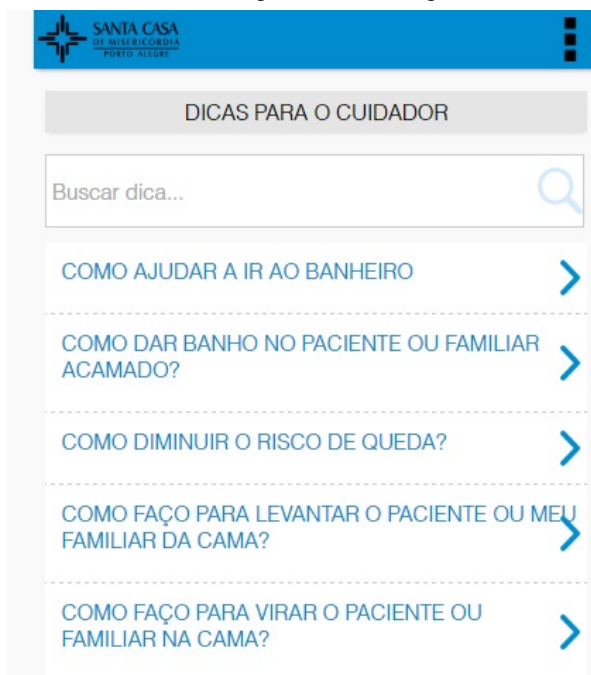 SANTA CASA
DE MISERICORDIA
PORTO ALEGRE
DICAS PARA O CUIDADOR
Buscar dica...
COMO AJUDAR A IR AO BANHEIRO
COMO DAR BANHO NO PACIENTE OU FAMILIAR
ACAMADO?
COMO DIMINUIR O RISCO DE QUEDA?
COMO FAÇO PARA LEVANTAR O PACIENTE OU MEU
FAMILIAR DA CAMA?
COMO FAÇO PARA VIRAR O PACIENTE OU
FAMILIAR NA CAMA?